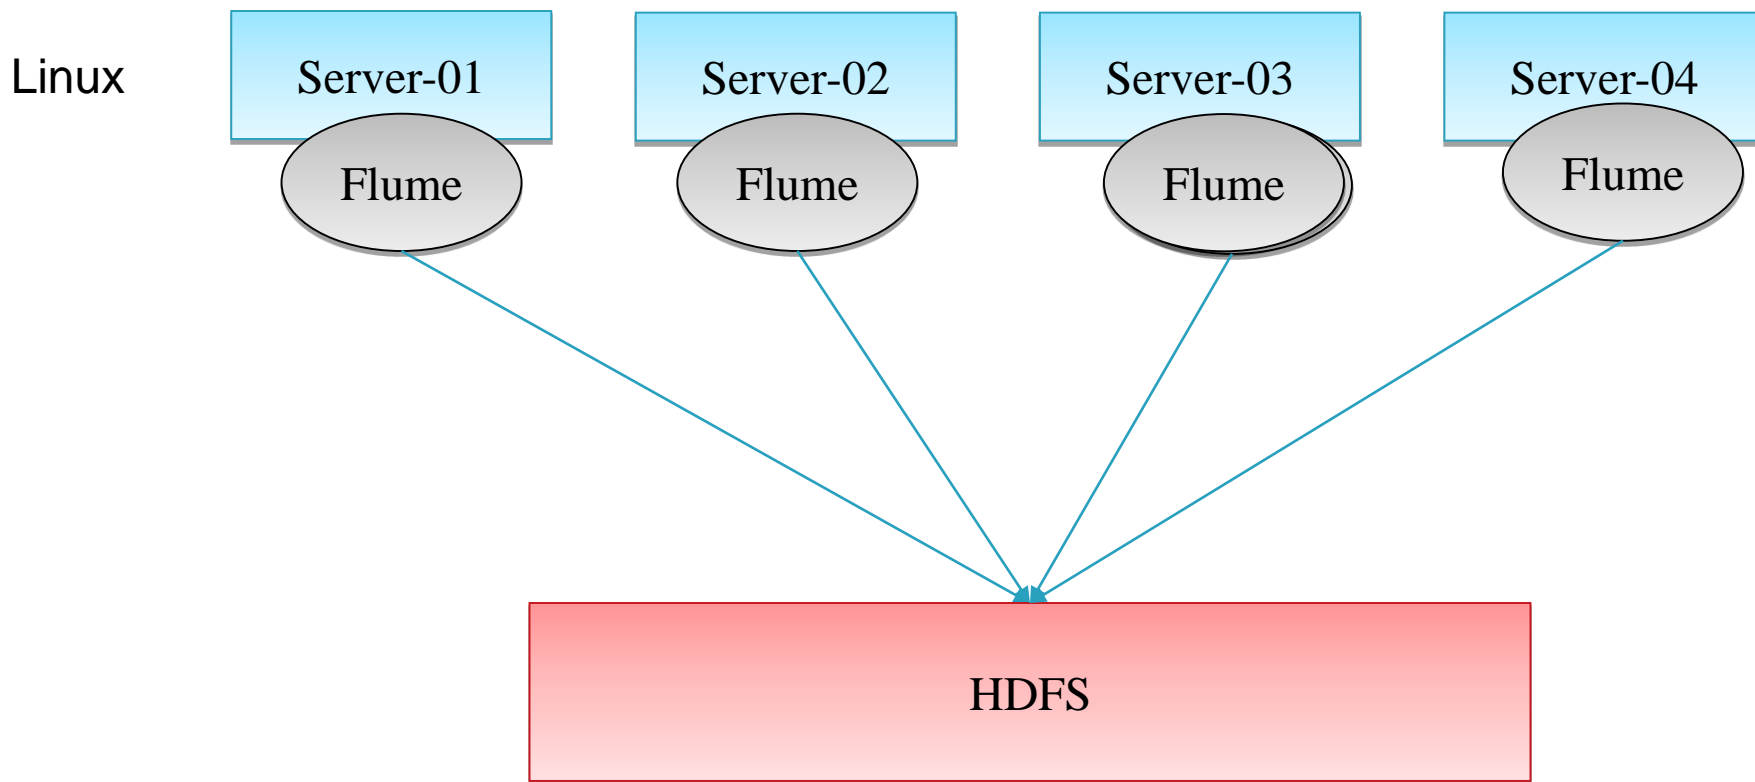 Linux
Server-01
Server-02
Server-03
Server-04
Flume
Flume
Flume
Flume
HDFS